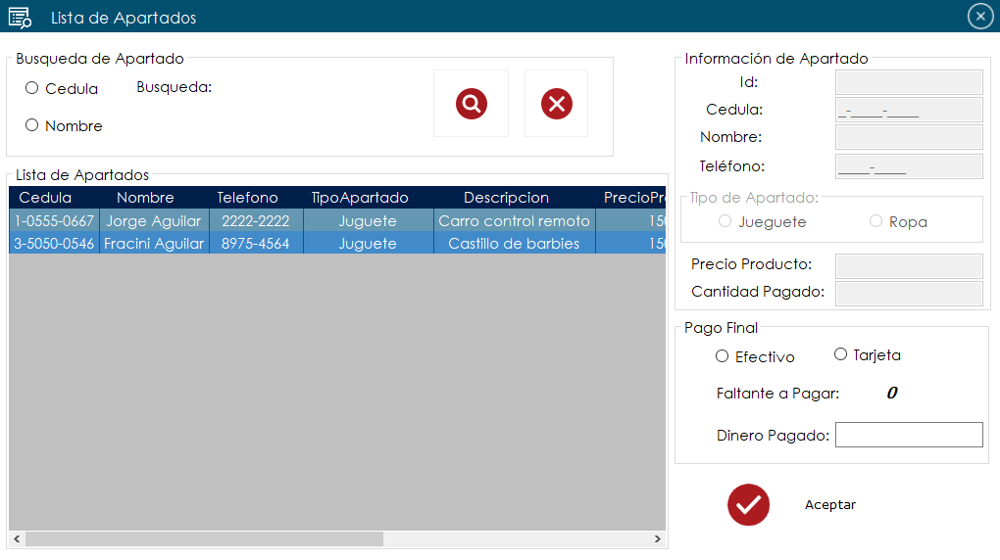 Lista de Apartados
Busqueda de Apartado
Cedula
Busqueda:
Nombre
Lista de Apartados
Cedula Nombre Telefono TipoApartado Descripcion PrecioPr
1-0555-0667 Jorge Aguilar 2222-2222 Juguete Carro control remoto 150
3-5050-0546 Fracini Aguilar 8975-4564 Juguete Castillo de barbies 150
Información de Apartado
Id:
Cedula: _-____-____
Nombre:
Teléfono: ____-____
Tipo de Apartado:
Jueguete Ropa
Precio Producto:
Cantidad Pagado:
Pago Final
Efectivo Tarjeta
Faltante a Pagar: 0
Dinero Pagado:
Aceptar